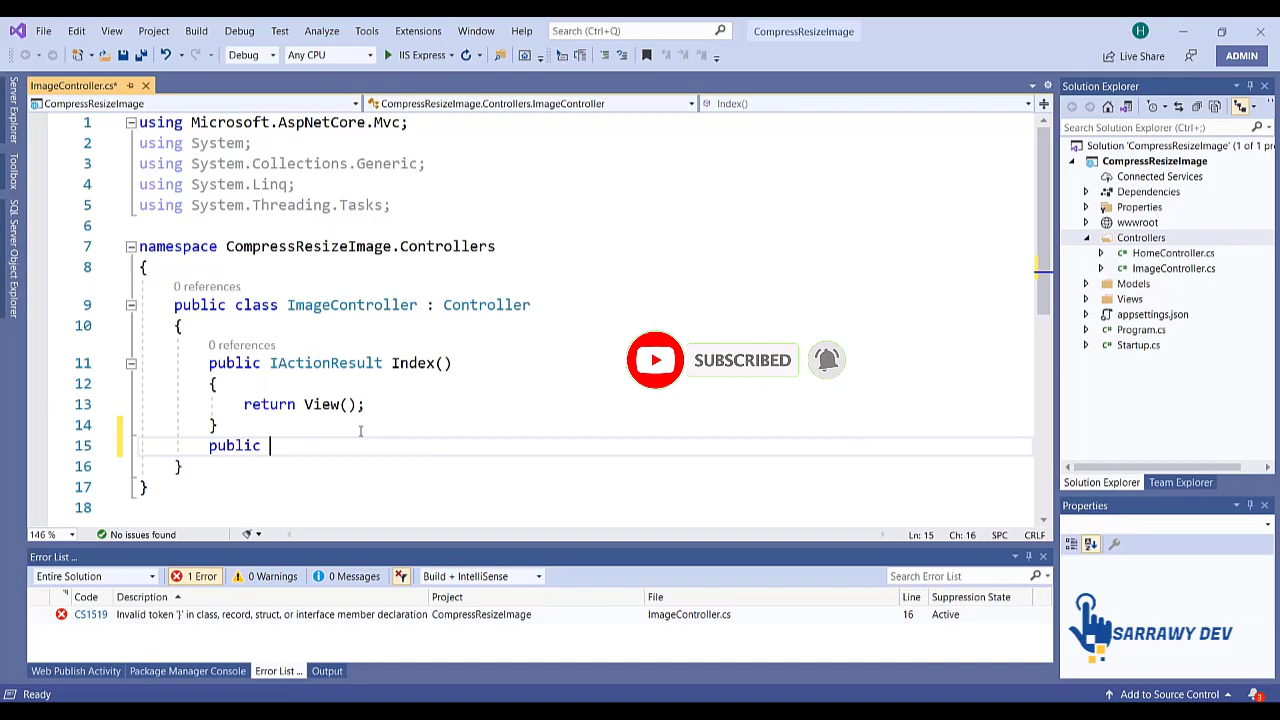 File Edit View Project Build Debug Test Analyze Tools Extensions Window Help Search (Ctrl+Q) CompressResizeImage H
Debug Any CPU IIS Express Live Share ADMIN
ImageController.cs*
CompressResizeImage CompressResizeImage.Controllers.ImageController Index()
Server Explorer
Toolbox
SQL Server Object Explorer
1 using Microsoft.AspNetCore.Mvc;
2 using System;
3 using System.Collections.Generic;
4 using System.Linq;
5 using System.Threading.Tasks;
6
7 namespace CompressResizeImage.Controllers
8 {
0 references
9 public class ImageController : Controller
10 {
0 references
11 public IActionResult Index()
12 {
13 return View();
14 }
15 public
16 }
17 }
18
SUBSCRIBED
146 % No issues found Ln: 15 Ch: 16 SPC CRLF
Error List ...
Entire Solution 1 Error 0 Warnings 0 Messages Build + IntelliSense Search Error List
Code Description Project File Line Suppression State
CS1519 Invalid token '}' in class, record, struct, or interface member declaration CompressResizeImage ImageController.cs 16 Active
Web Publish Activity Package Manager Console Error List ... Output
Solution Explorer
Search Solution Explorer (Ctrl+;)
Solution 'CompressResizeImage' (1 of 1 pr
CompressResizeImage
Connected Services
Dependencies
Properties
wwwroot
Controllers
HomeController.cs
ImageController.cs
Models
Views
appsettings.json
Program.cs
Startup.cs
Solution Explorer Team Explorer
Properties
SARRAWY DEV
Ready Add to Source Control 3